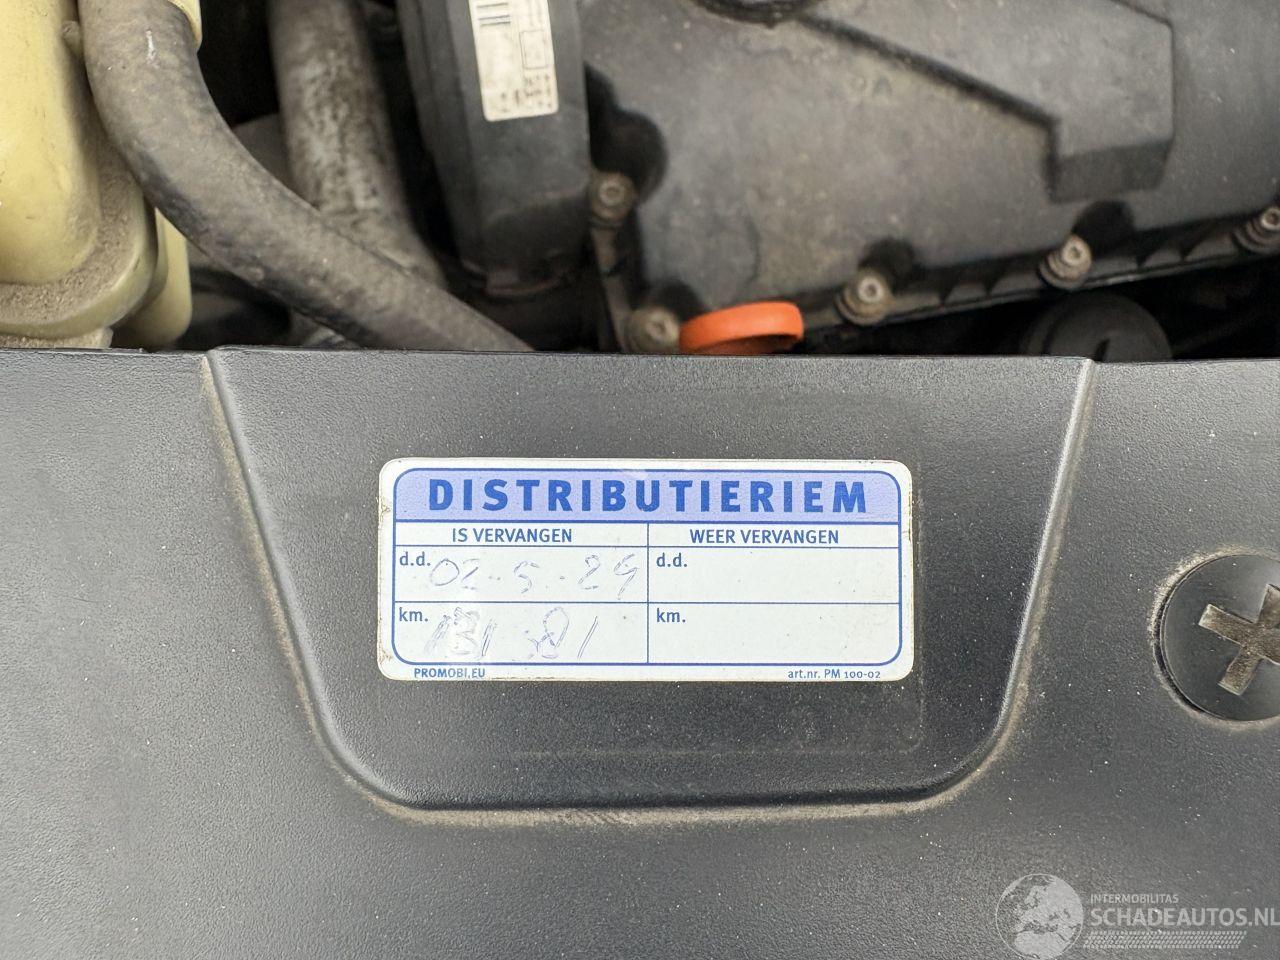 DISTRIBUTIERIEM
IS VERVANGEN WEER VERVANGEN
d.d. 02-5-24 d.d.
km. km.
PROMOBI.EU art.nr. PM 100-02
INTERMOBILITAS
SCHADEAUTOS.NL